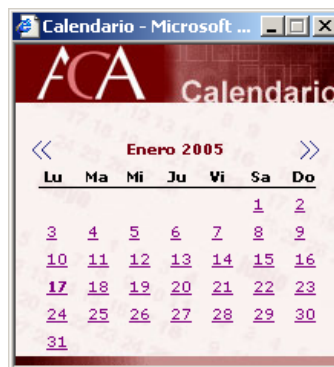 Calendario - Microsoft ...
ACA Calendario
<< Enero 2005 >>
Lu Ma Mi Ju Vi Sa Do
1 2
3 4 5 6 7 8 9
10 11 12 13 14 15 16
17 18 19 20 21 22 23
24 25 26 27 28 29 30
31